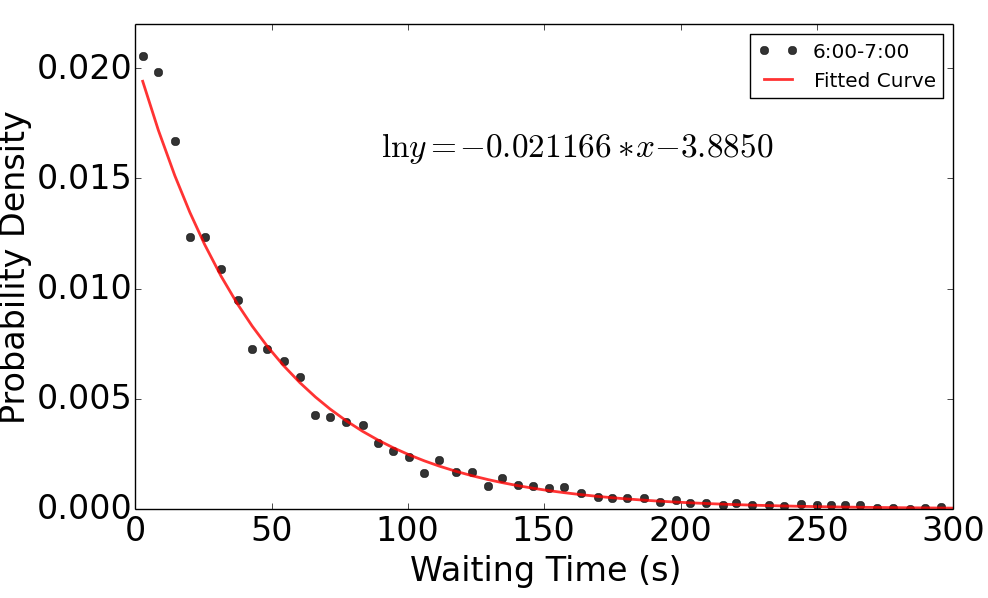 6:00-7:00
Fitted Curve
lny = −0.021166 * x − 3.8850
Probability Density
0.020
0.015
0.010
0.005
0.000
0 50 100 150 200 250 300
Waiting Time (s)